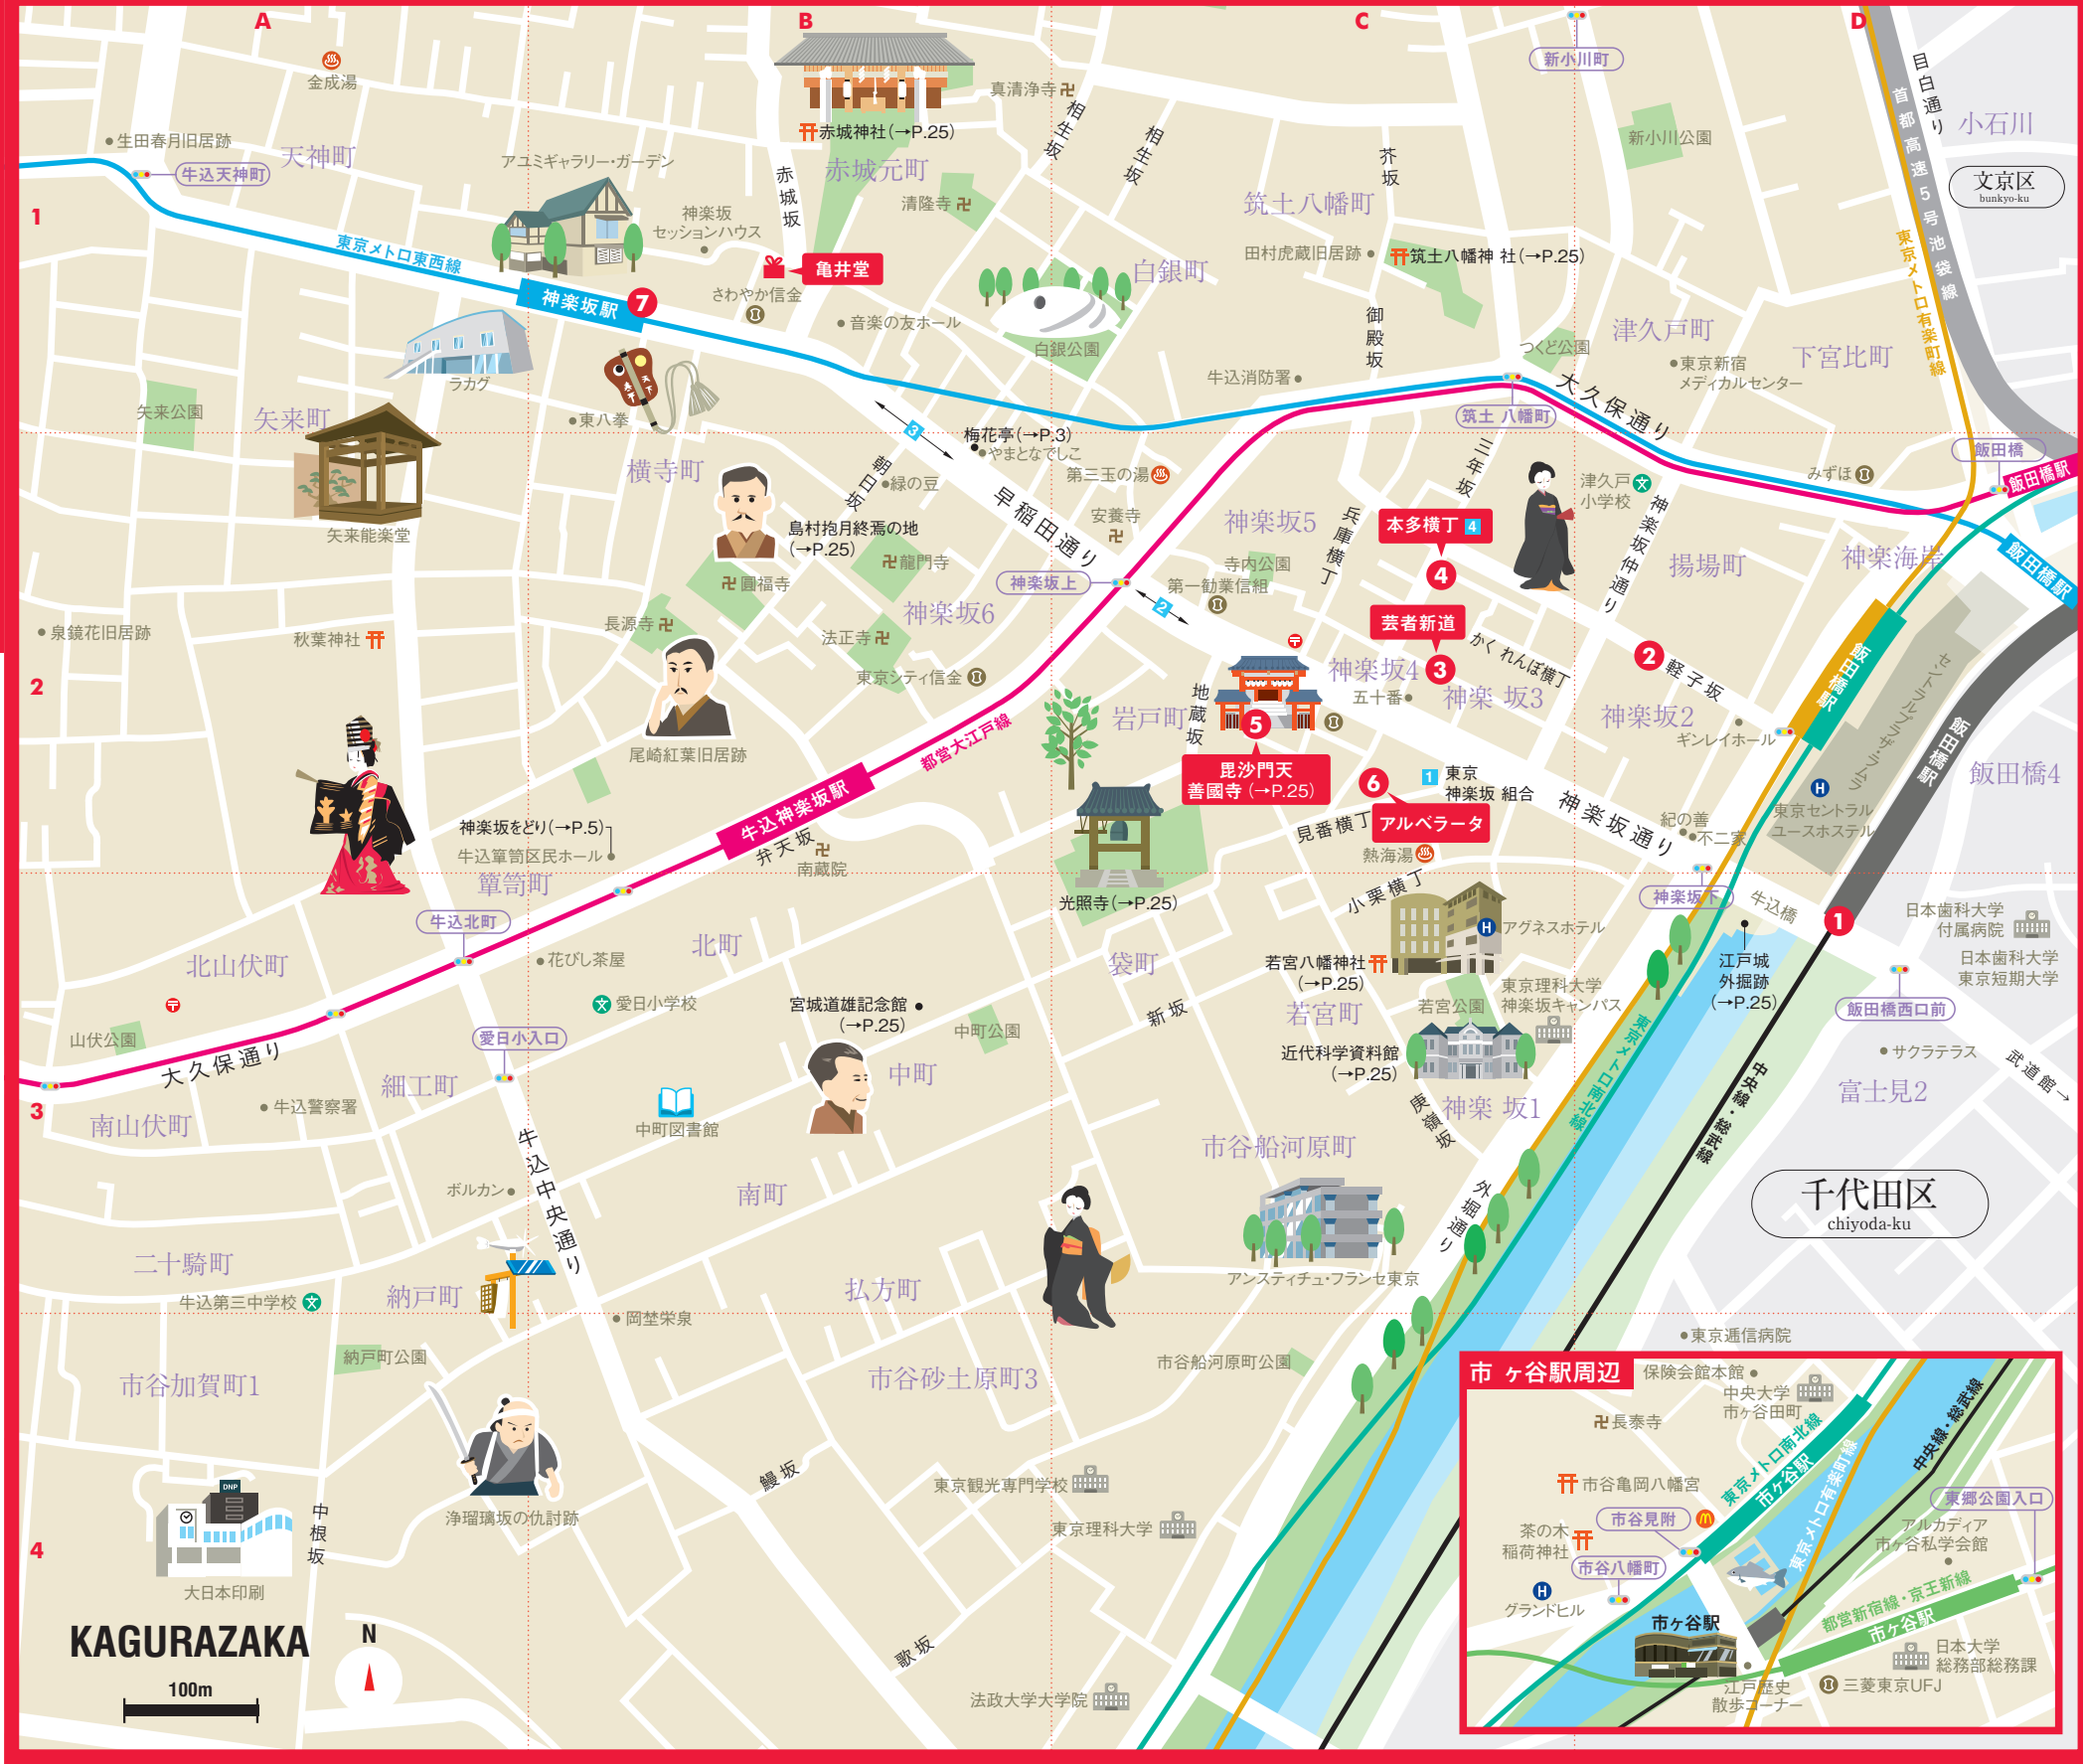 A
B
C
D
1
2
3
4
金成湯
生田春月旧居跡
牛込天神町
天神町
アユミギャラリー・ガーデン
赤城神社(→P.25)
赤城元町
赤城坂
真清浄寺
相生坂
相生坂
清隆寺
神楽坂
セッションハウス
亀井堂
さわやか信金
音楽の友ホール
白銀町
白銀公園
東京メトロ東西線
神楽坂駅
7
ラカグ
東八拳
天下
新小川町
新小川公園
芥坂
筑土八幡町
田村虎蔵旧居跡
筑土八幡神 社(→P.25)
御殿坂
牛込消防署
つくど公園
筑土 八幡町
津久戸町
東京新宿
メディカルセンター
下宮比町
大久保通り
目白通り
首都高速5号池袋線
東京メトロ有楽町線
小石川
文京区
bunkyo-ku
飯田橋
飯田橋駅
飯田橋駅
みずほ
矢来公園
矢来町
矢来能楽堂
横寺町
朝日坂
緑の豆
3
梅花亭(→P.3)
やまとなでしこ
第三玉の湯
早稲田通り
安養寺
島村抱月終焉の地
(→P.25)
龍門寺
圓福寺
長源寺
法正寺
神楽坂6
神楽坂上
東京シティ信金
尾崎紅葉旧居跡
泉鏡花旧居跡
秋葉神社
三年坂
神楽坂5
兵庫横丁
寺内公園
第一勧業信組
2
本多横丁 4
4
芸者新道
3
神楽坂4
五十番
かく れんぼ横丁
神楽 坂3
津久戸
小学校
神楽坂仲通り
揚場町
神楽海岸
2
軽子坂
神楽坂2
ギンレイホール
飯田橋駅
セントラルプラザ・ラムラ
飯田橋駅
飯田橋4
東京セントラル
ユースホステル
岩戸町
地蔵坂
5
毘沙門天
善國寺 (→P.25)
6
アルベラータ
1 東京
神楽坂 組合
見番横丁
熱海湯
神楽坂通り
紀の善
不二家
神楽坂下
牛込橋
1
都営大江戸線
牛込神楽坂駅
弁天坂
南蔵院
神楽坂をどり(→P.5)
牛込箪笥区民ホール
箪笥町
牛込北町
北山伏町
花びし茶屋
北町
愛日小学校
愛日小入口
山伏公園
大久保通り
細工町
南山伏町
牛込警察署
宮城道雄記念館
(→P.25)
中町公園
中町
中町図書館
光照寺(→P.25)
袋町
新坂
小栗横丁
アグネスホテル
若宮八幡神社
(→P.25)
若宮町
若宮公園
東京理科大学
神楽坂キャンパス
近代科学資料館
(→P.25)
庚嶺坂
神楽 坂1
江戸城
外掘跡
(→P.25)
東京メトロ南北線
中央線・総武線
日本歯科大学
付属病院
日本歯科大学
東京短期大学
飯田橋西口前
サクラテラス
武道館→
富士見2
千代田区
chiyoda-ku
市谷船河原町
外堀通り
アンスティチュ・フランセ東京
市谷船河原町公園
ボルカン
牛込中央通り
南町
二十騎町
納戸町
牛込第三中学校
払方町
岡埜栄泉
納戸町公園
市谷加賀町1
市谷砂土原町3
浄瑠璃坂の仇討跡
鰻坂
東京観光専門学校
東京理科大学
歌坂
法政大学大学院
中根坂
DNP
大日本印刷
KAGURAZAKA
N
100m
東京逓信病院
市 ヶ谷駅周辺
保険会館本館
中央大学
市ヶ谷田町
長泰寺
市谷亀岡八幡宮
市谷見附
茶の木
稲荷神社
市谷八幡町
グランドヒル
東京メトロ南北線
市ケ谷駅
東京メトロ有楽町線
中央線・総武線
東郷公園入口
アルカディア
市ヶ谷私学会館
都営新宿線・京王新線
市ケ谷駅
市ヶ谷駅
日本大学
総務部総務課
江戸歴史
散歩コーナー
三菱東京UFJ